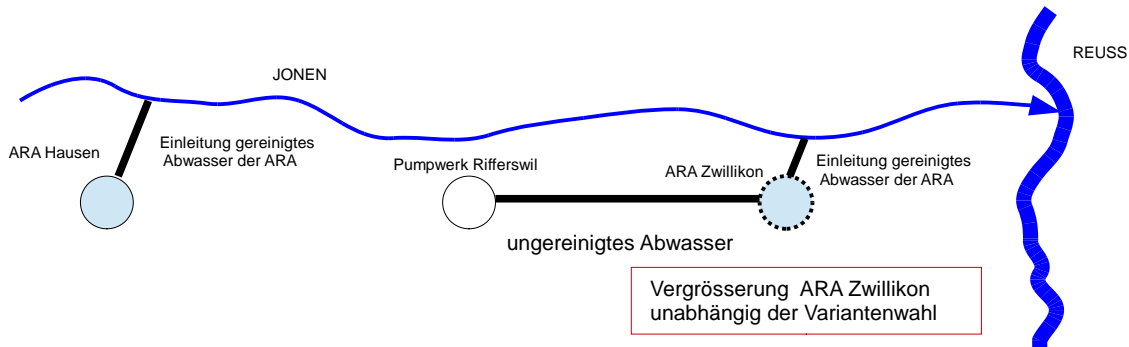 REUSS
JONEN
ARA Hausen
Einleitung gereinigtes
Abwasser der ARA
Pumpwerk Rifferswil
ARA Zwillikon
Einleitung gereinigtes
Abwasser der ARA
ungereinigtes Abwasser
Vergrösserung ARA Zwillikon
unabhängig der Variantenwahl